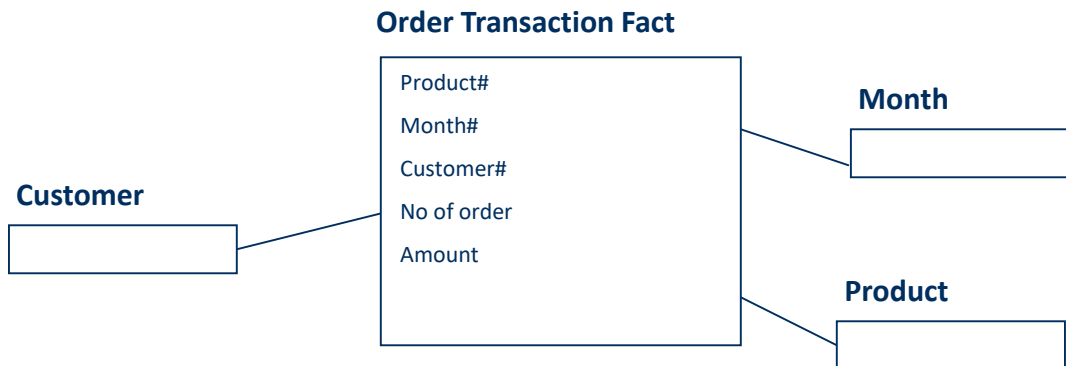 Order Transaction Fact
Product#
Month#
Customer#
No of order
Amount
Month
Customer
Product